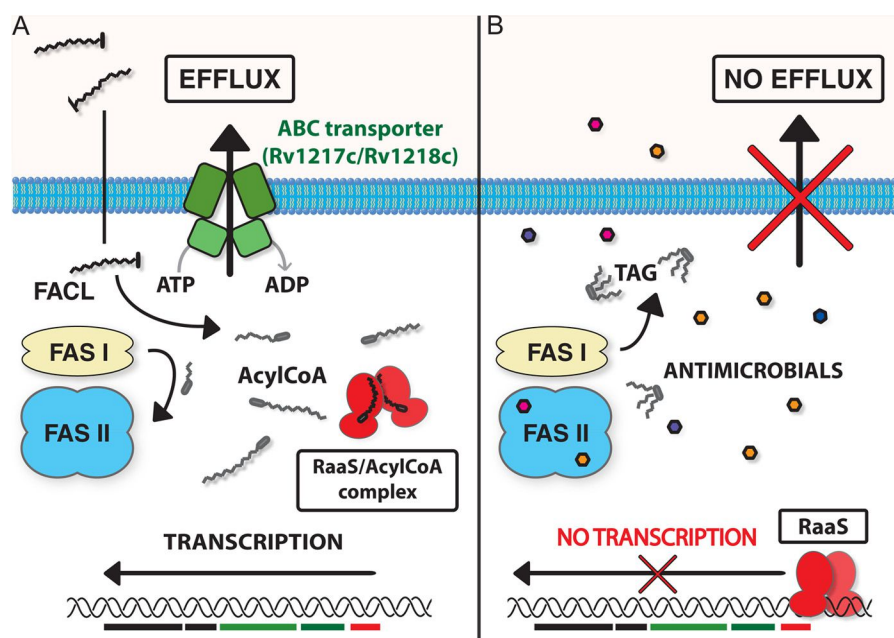 A
EFFLUX
ABC transporter
(Rv1217c/Rv1218c)
FACL
ATP
ADP
FAS I
AcylCoA
FAS II
RaaS/AcylCoA
complex
TRANSCRIPTION
B
NO EFFLUX
TAG
FAS I
ANTIMICROBIALS
FAS II
RaaS
NO TRANSCRIPTION